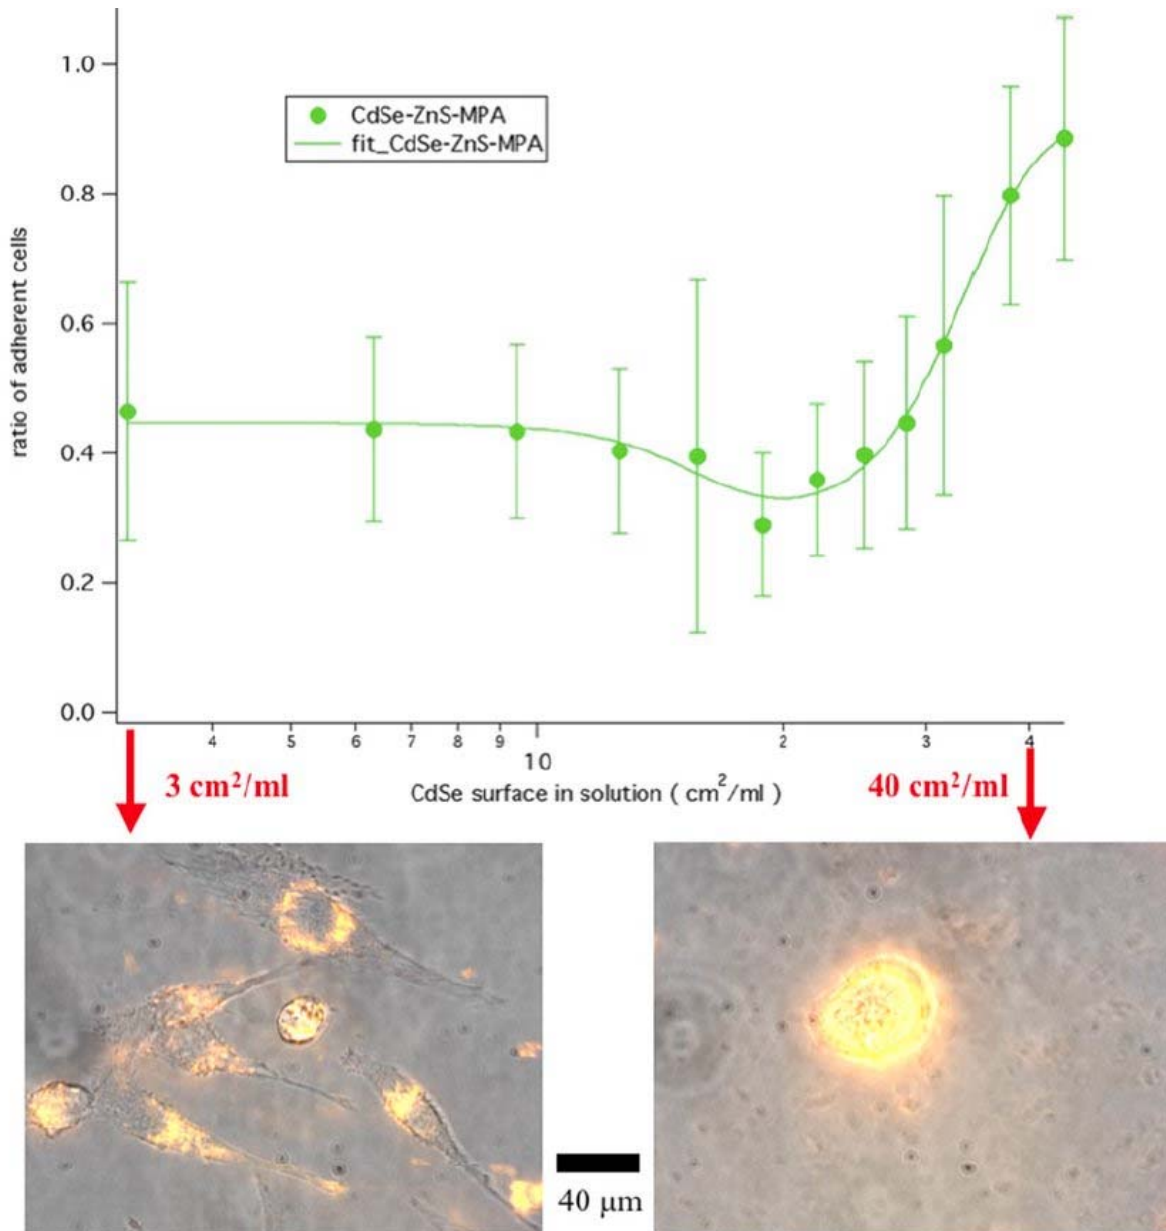 1.0
CdSe-ZnS-MPA
fit_CdSe-ZnS-MPA
0.8
ratio of adherent cells
0.6
0.4
0.2
0.0
4 5 6 7 8 9 10 2 3 4
3 cm²/ml
CdSe surface in solution ( cm²/ml )
40 cm²/ml
40 μm